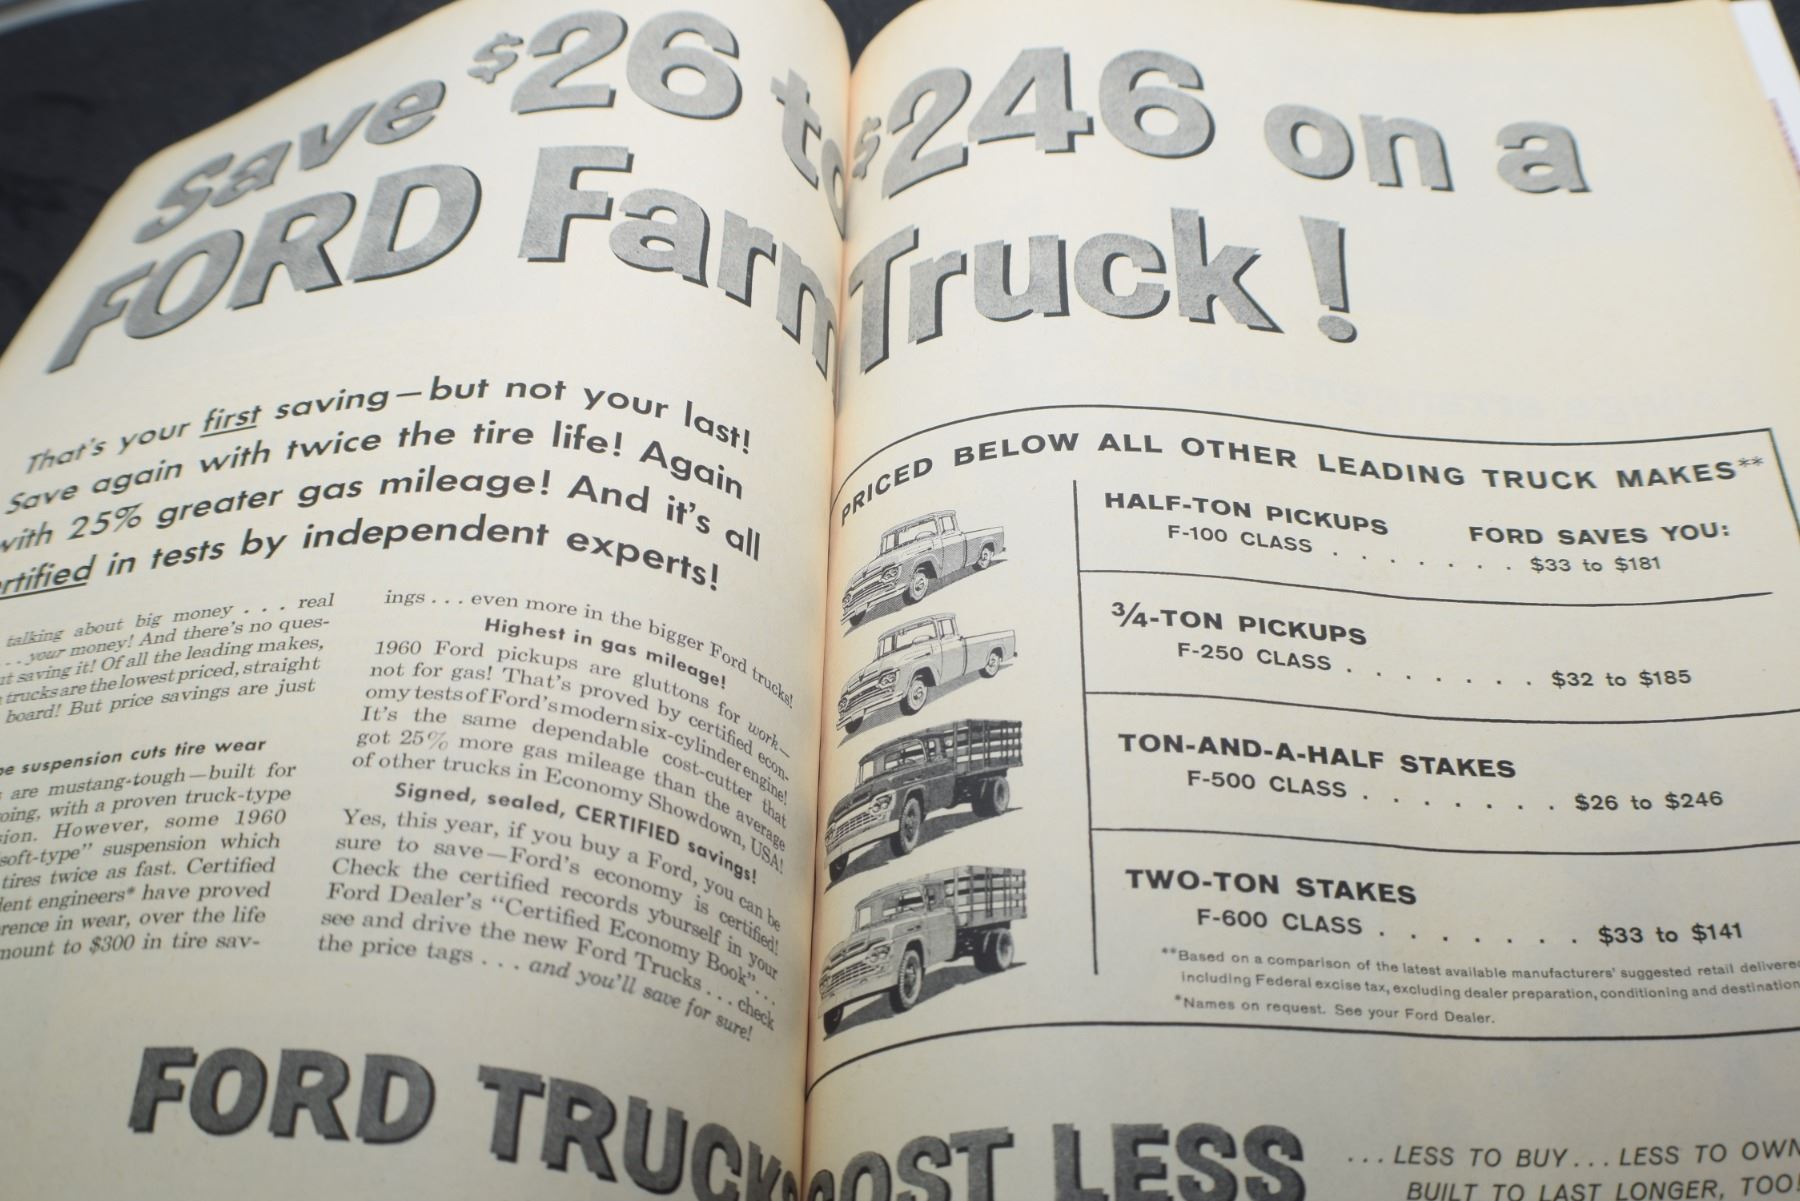 Save $26 to $246 on a
FORD Farm Truck!
That's your first saving—but not your last!
Save again with twice the tire life! Again
with 25% greater gas mileage! And it's all
in tests by independent experts!
talking about big money . . . real
. . . your money! And there's no ques-
saving it! Of all the leading makes,
trucks are the lowest priced, straight
board! But price savings are just
suspension cuts tire wear
are mustang-tough—built for
with a proven truck-type
However, some 1960
"soft-type" suspension which
tires twice as fast. Certified
engineers* have proved
in wear, over the life
to $300 in tire sav-
ings . . . even more in the bigger Ford trucks!
Highest in gas mileage!
1960 Ford pickups are gluttons for work—
not for gas! That's proved by certified econ-
omy tests of Ford's modern six-cylinder engine!
It's the same dependable cost-cutter that
got 25% more gas mileage than the average
of other trucks in Economy Showdown, USA!
Signed, sealed, CERTIFIED savings!
Yes, this year, if you buy a Ford, you can be
sure to save—Ford's economy is certified!
Check the certified records yourself in your
Ford Dealer's "Certified Economy Book" . . .
see and drive the new Ford Trucks . . . check
the price tags . . . and you'll save for sure!
PRICED BELOW ALL OTHER LEADING TRUCK MAKES**
HALF-TON PICKUPS FORD SAVES YOU:
F-100 CLASS . . . . . . . $33 to $181
3/4-TON PICKUPS
F-250 CLASS . . . . . . . $32 to $185
TON-AND-A-HALF STAKES
F-500 CLASS . . . . . . . $26 to $246
TWO-TON STAKES
F-600 CLASS . . . . . . . $33 to $141
**Based on a comparison of the latest available manufacturers' suggested retail
including Federal excise tax, excluding dealer preparation, conditioning and destination
*Names on request. See your Ford Dealer.
FORD TRUCKS COST LESS
. . . LESS TO BUY . . . LESS TO OWN
BUILT TO LAST LONGER, TOO!